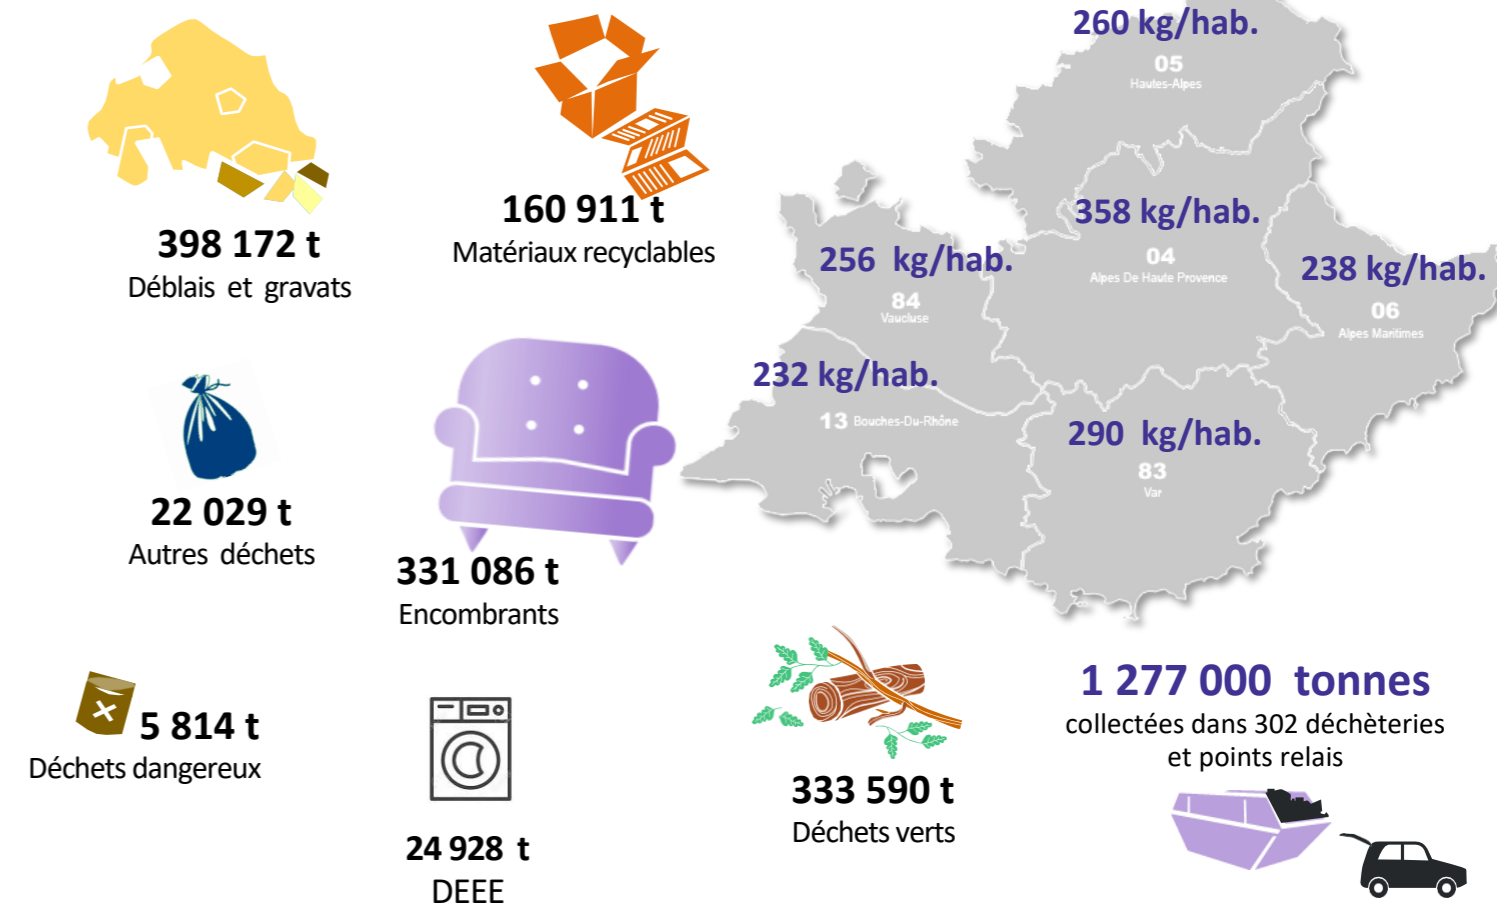 398 172 t
Déblais et gravats
160 911 t
Matériaux recyclables
22 029 t
Autres déchets
331 086 t
Encombrants
5 814 t
Déchets dangereux
24 928 t
DEEE
333 590 t
Déchets verts
260 kg/hab.
05
Hautes-Alpes
358 kg/hab.
04
Alpes De Haute Provence
256 kg/hab.
84
Vaucluse
238 kg/hab.
06
Alpes Maritimes
232 kg/hab.
13 Bouches-Du-Rhône
290 kg/hab.
83
Var
1 277 000 tonnes
collectées dans 302 déchèteries
et points relais